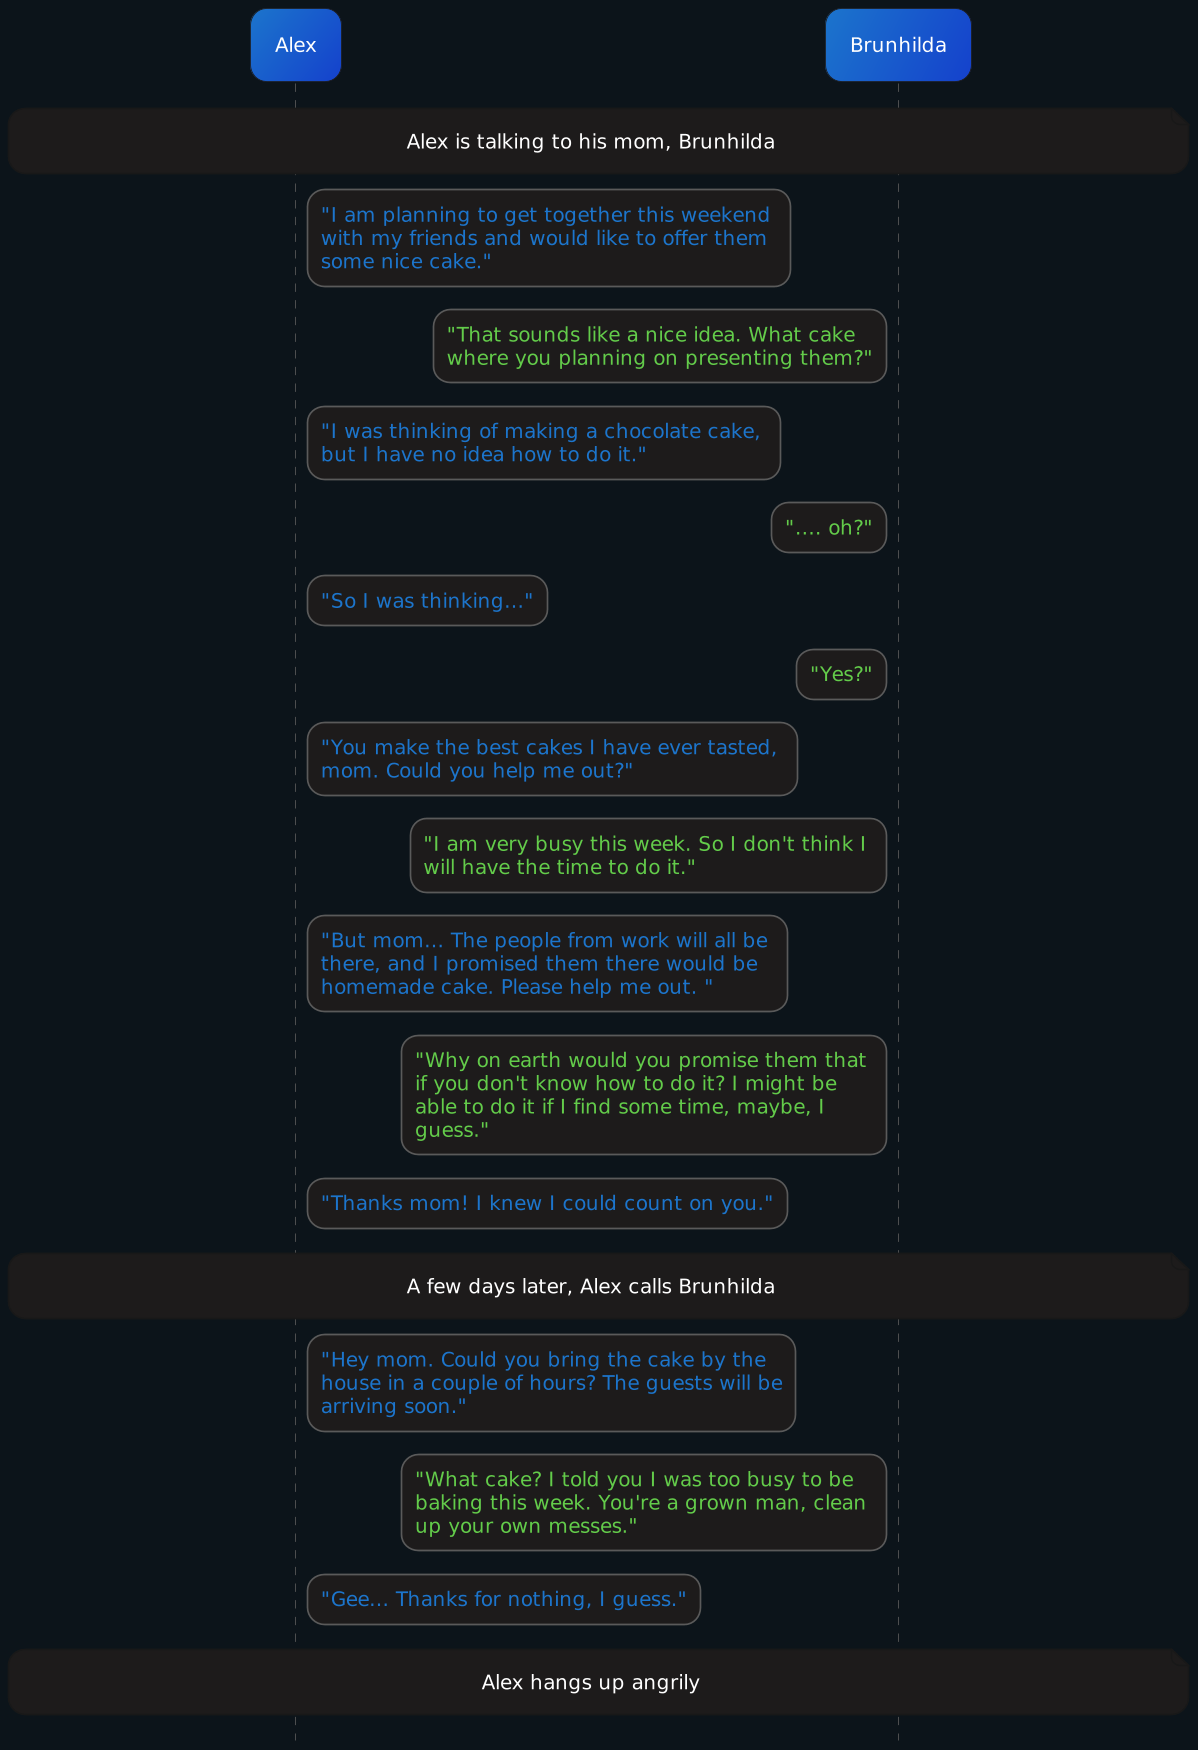 Alex
Brunhilda
Alex is talking to his mom, Brunhilda
"I am planning to get together this weekend
with my friends and would like to offer them
some nice cake."
"That sounds like a nice idea. What cake
where you planning on presenting them?"
"I was thinking of making a chocolate cake,
but I have no idea how to do it."
".... oh?"
"So I was thinking..."
"Yes?"
"You make the best cakes I have ever tasted,
mom. Could you help me out?"
"I am very busy this week. So I don't think I
will have the time to do it."
"But mom... The people from work will all be
there, and I promised them there would be
homemade cake. Please help me out. "
"Why on earth would you promise them that
if you don't know how to do it? I might be
able to do it if I find some time, maybe, I
guess."
"Thanks mom! I knew I could count on you."
A few days later, Alex calls Brunhilda
"Hey mom. Could you bring the cake by the
house in a couple of hours? The guests will be
arriving soon."
"What cake? I told you I was too busy to be
baking this week. You're a grown man, clean
up your own messes."
"Gee... Thanks for nothing, I guess."
Alex hangs up angrily